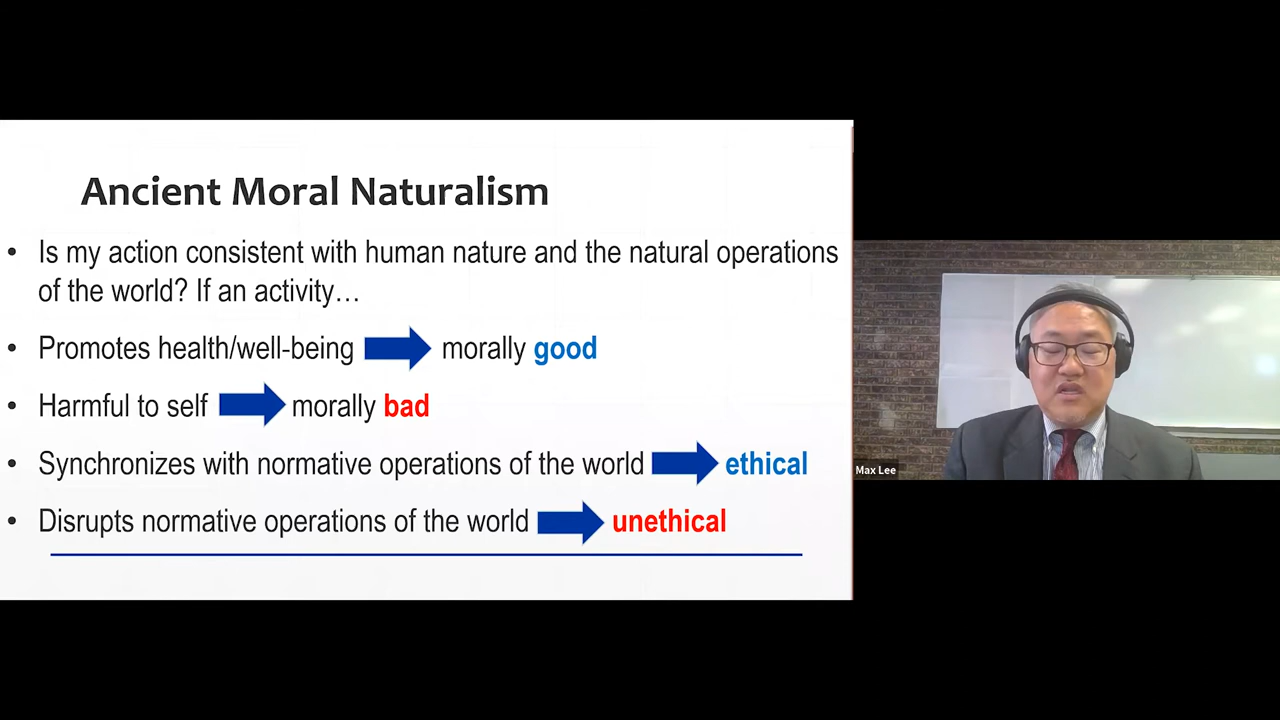 Ancient Moral Naturalism
• Is my action consistent with human nature and the natural operations
of the world? If an activity…
• Promotes health/well-being morally good
• Harmful to self morally bad
• Synchronizes with normative operations of the world ethical
• Disrupts normative operations of the world unethical
Max Lee